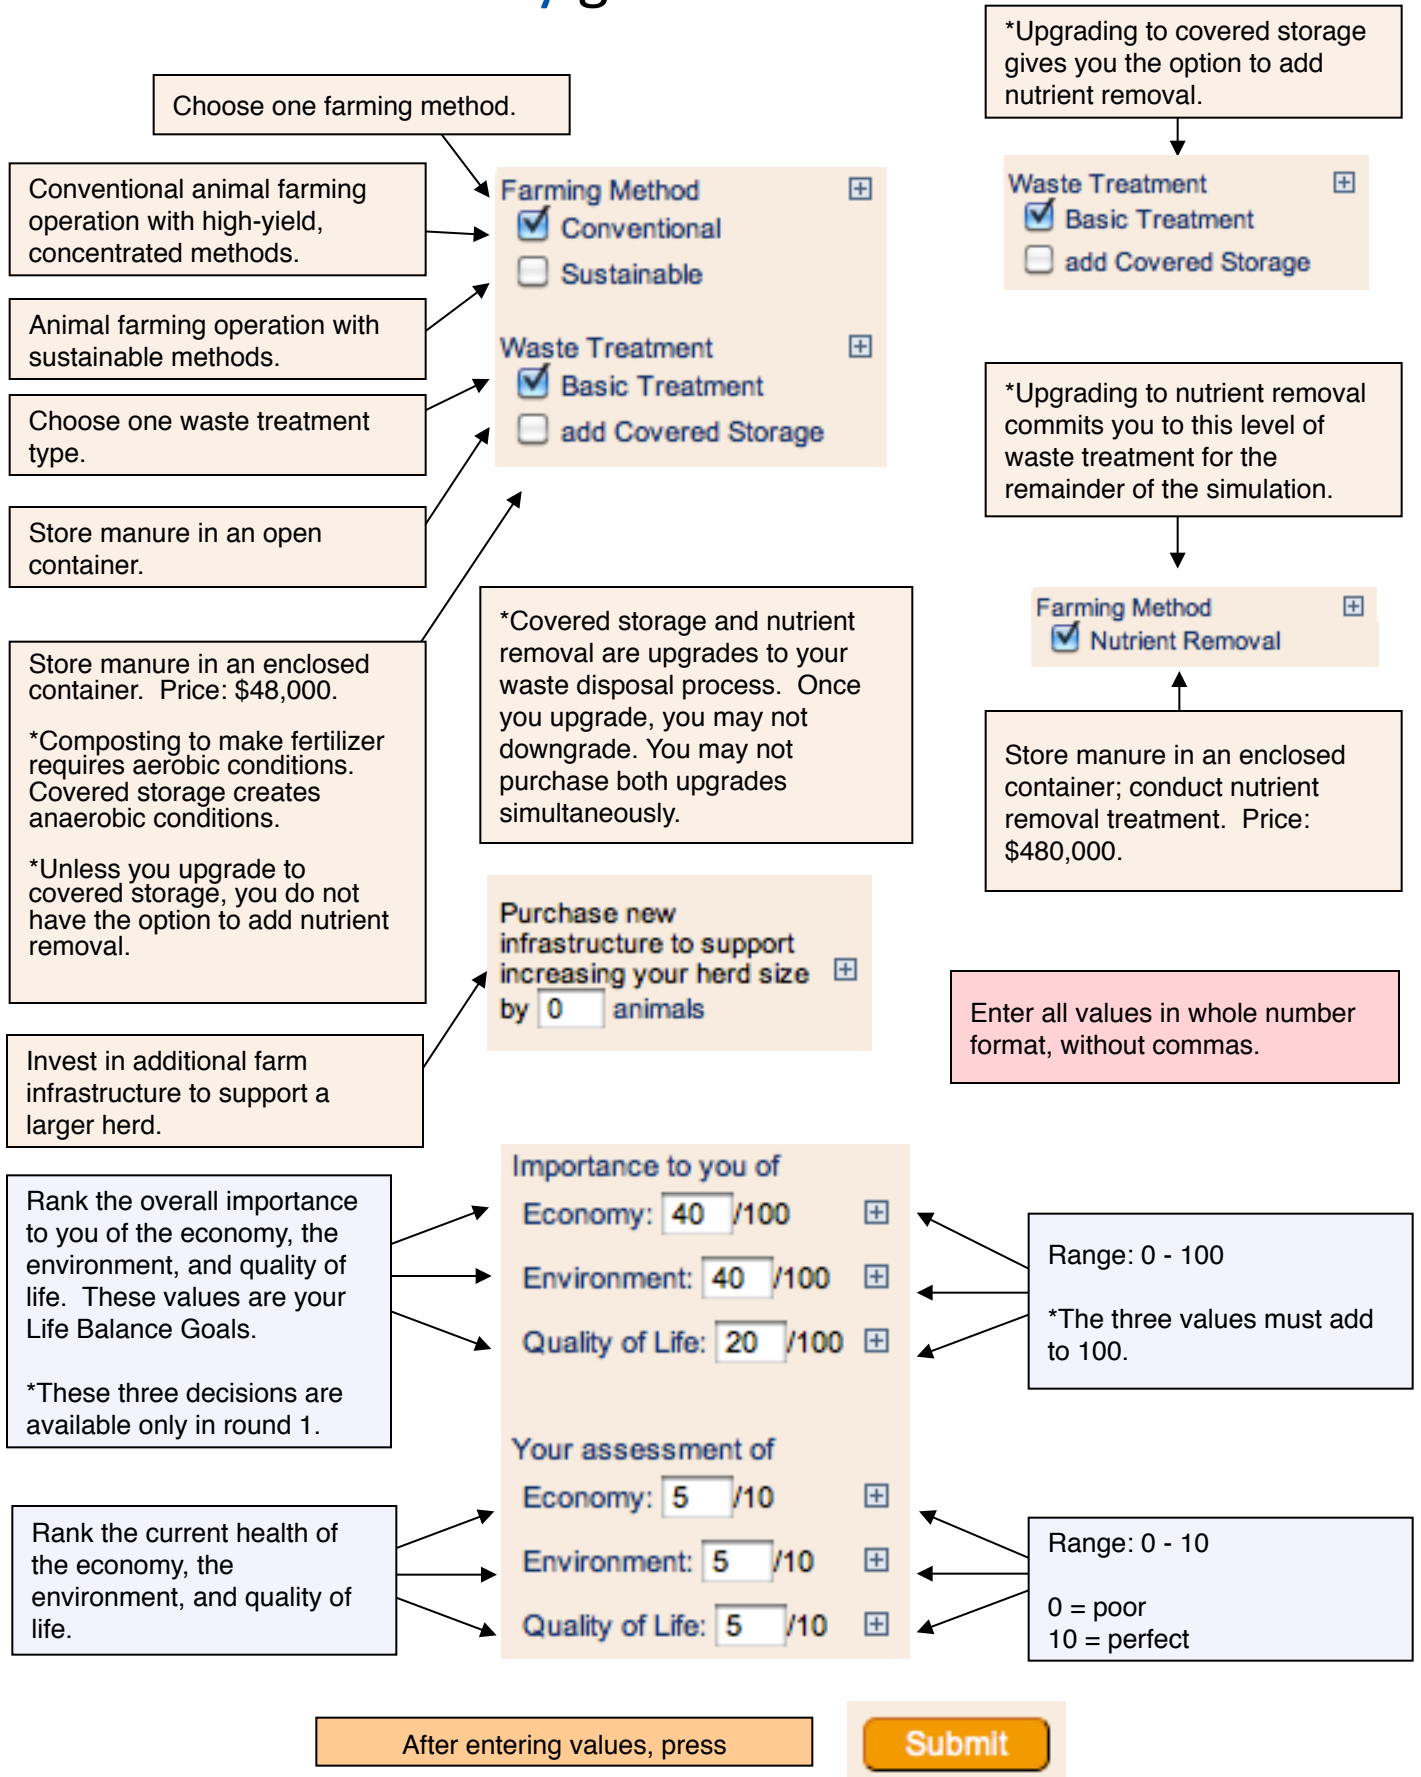 *Upgrading to covered storage
gives you the option to add
nutrient removal.
Choose one farming method.
Conventional animal farming
operation with high-yield,
concentrated methods.
Animal farming operation with
sustainable methods.
Choose one waste treatment
type.
Store manure in an open
container.
Store manure in an enclosed
container.  Price: $48,000.
*Composting to make fertilizer
requires aerobic conditions.
Covered storage creates
anaerobic conditions.
*Unless you upgrade to
covered storage, you do not
have the option to add nutrient
removal.
Farming Method
Conventional
Sustainable
Waste Treatment
Basic Treatment
add Covered Storage
Waste Treatment
Basic Treatment
add Covered Storage
*Upgrading to nutrient removal
commits you to this level of
waste treatment for the
remainder of the simulation.
Farming Method
Nutrient Removal
*Covered storage and nutrient
removal are upgrades to your
waste disposal process.  Once
you upgrade, you may not
downgrade. You may not
purchase both upgrades
simultaneously.
Store manure in an enclosed
container; conduct nutrient
removal treatment.  Price:
$480,000.
Purchase new
infrastructure to support
increasing your herd size
by 0 animals
Enter all values in whole number
format, without commas.
Invest in additional farm
infrastructure to support a
larger herd.
Rank the overall importance
to you of the economy, the
environment, and quality of
life.  These values are your
Life Balance Goals.
*These three decisions are
available only in round 1.
Importance to you of
Economy: 40 /100
Environment: 40 /100
Quality of Life: 20 /100
Range: 0 - 100
*The three values must add
to 100.
Your assessment of
Economy: 5 /10
Environment: 5 /10
Quality of Life: 5 /10
Rank the current health of
the economy, the
environment, and quality of
life.
Range: 0 - 10
0 = poor
10 = perfect
After entering values, press
Submit